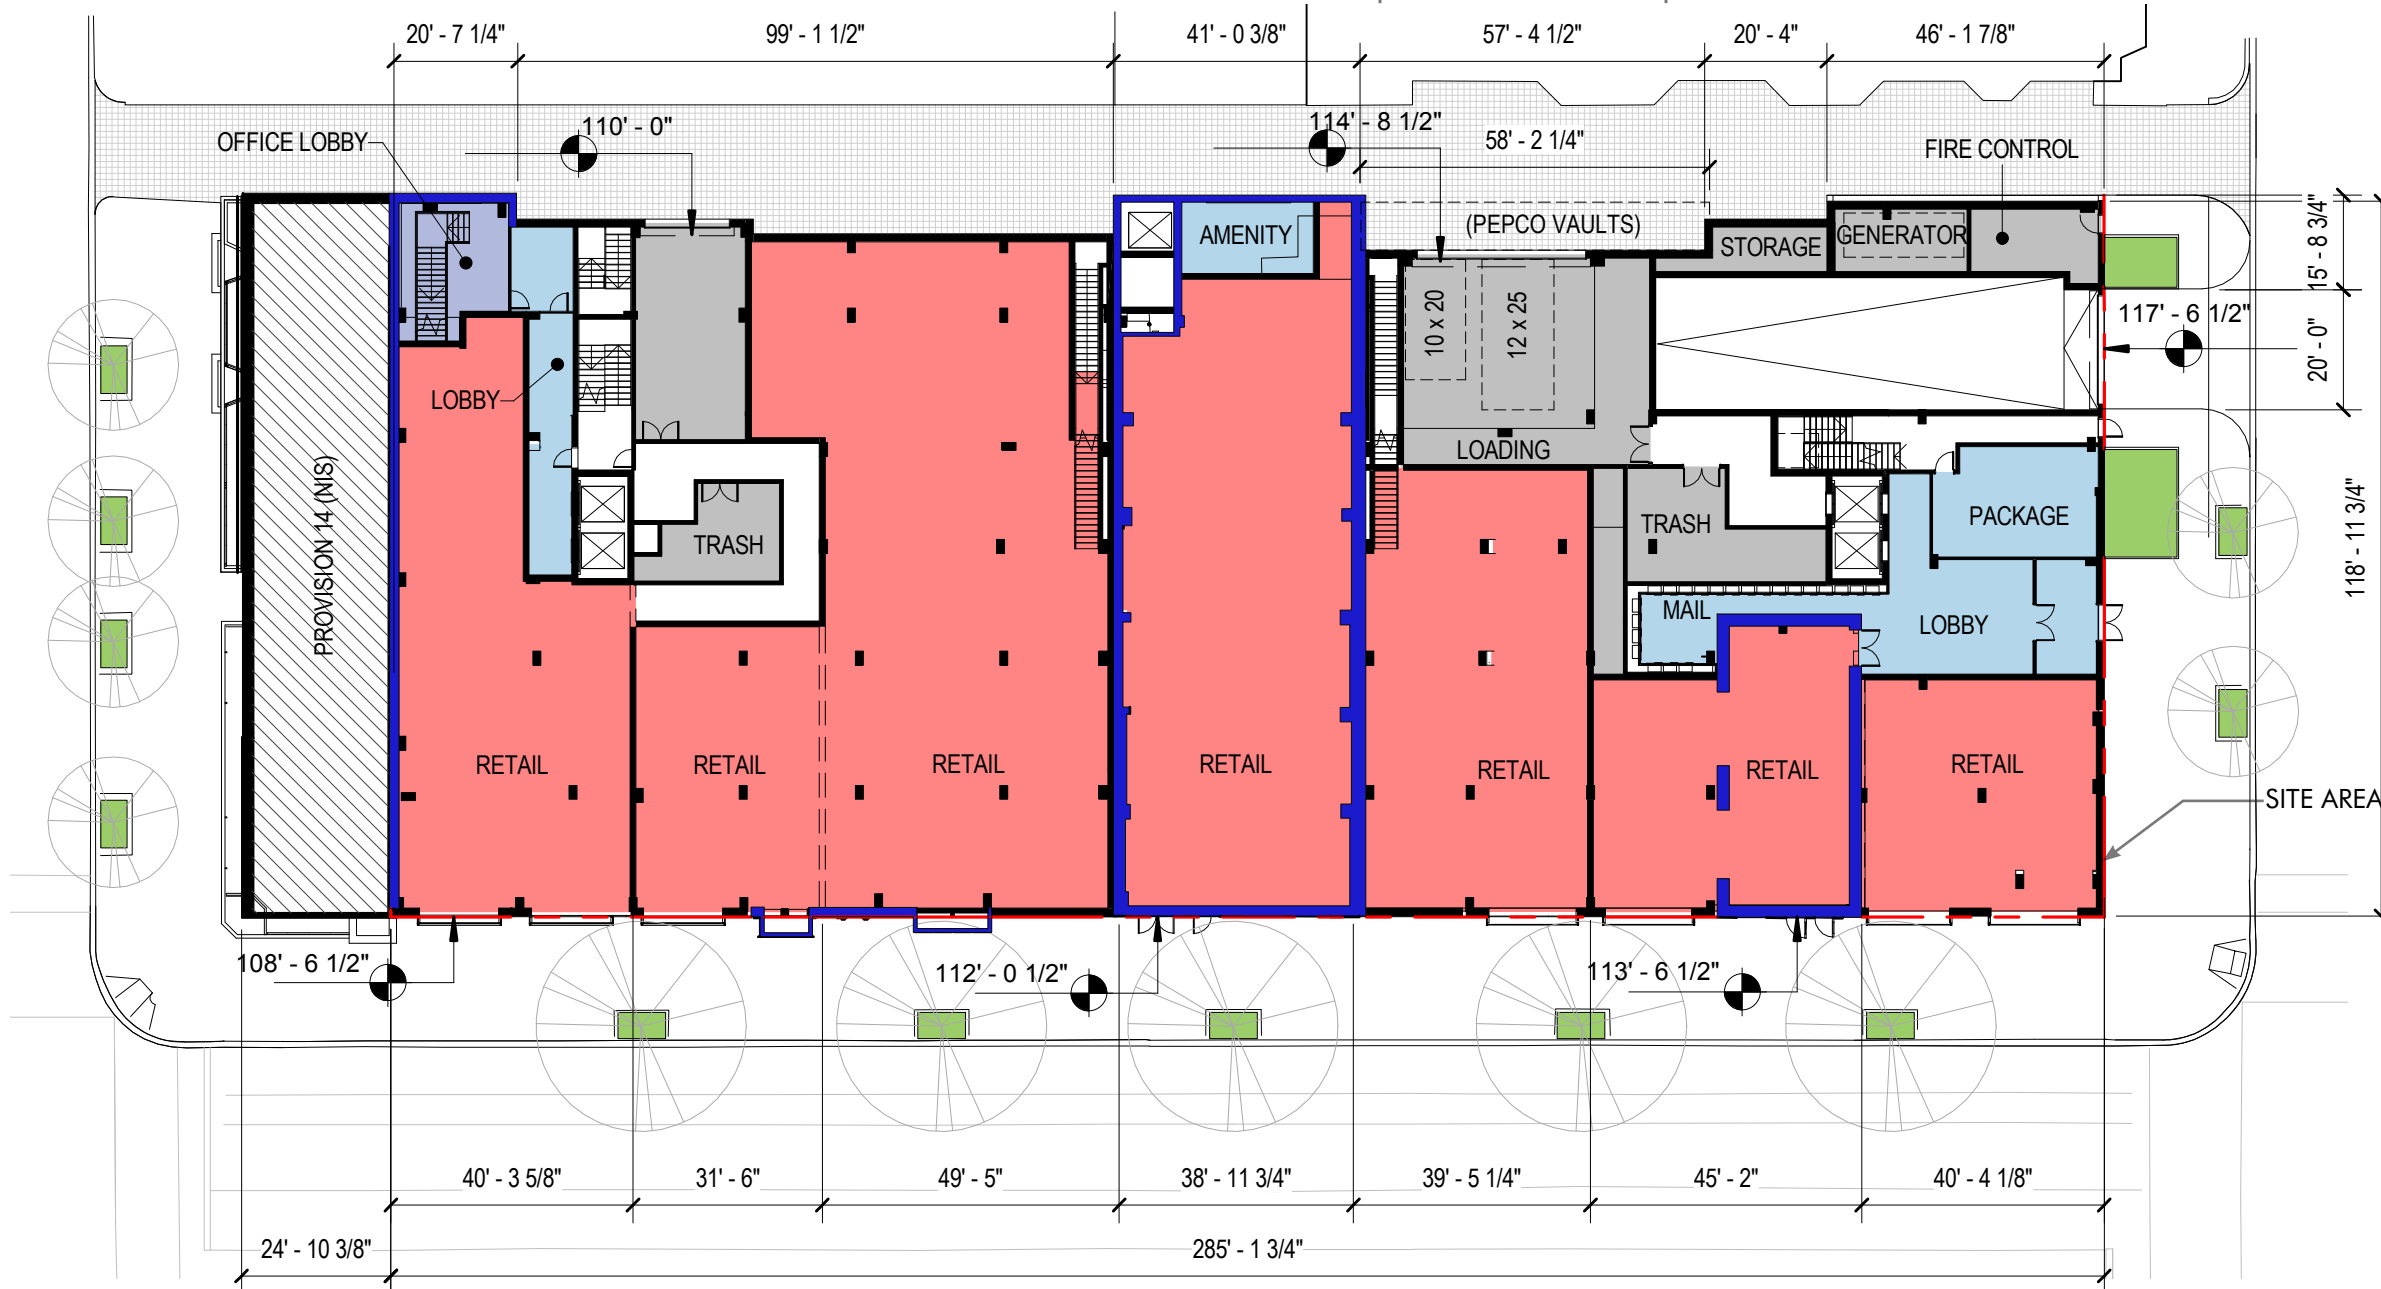 20' - 7 1/4"
99' - 1 1/2"
41' - 0 3/8"
57' - 4 1/2"
20' - 4"
46' - 1 7/8"
110' - 0"
114' - 8 1/2"
58' - 2 1/4"
OFFICE LOBBY
FIRE CONTROL
AMENITY
(PEPCO VAULTS)
STORAGE
GENERATOR
15' - 8 3/4"
117' - 6 1/2"
20' - 0"
10 x 20
12 x 25
LOBBY
LOADING
PROVISION 14 (NIS)
TRASH
TRASH
PACKAGE
118' - 11 3/4"
MAIL
LOBBY
RETAIL
RETAIL
RETAIL
RETAIL
RETAIL
RETAIL
RETAIL
SITE AREA
108' - 6 1/2"
112' - 0 1/2"
113' - 6 1/2"
40' - 3 5/8"
31' - 6"
49' - 5"
38' - 11 3/4"
39' - 5 1/4"
45' - 2"
40' - 4 1/8"
24' - 10 3/8"
285' - 1 3/4"